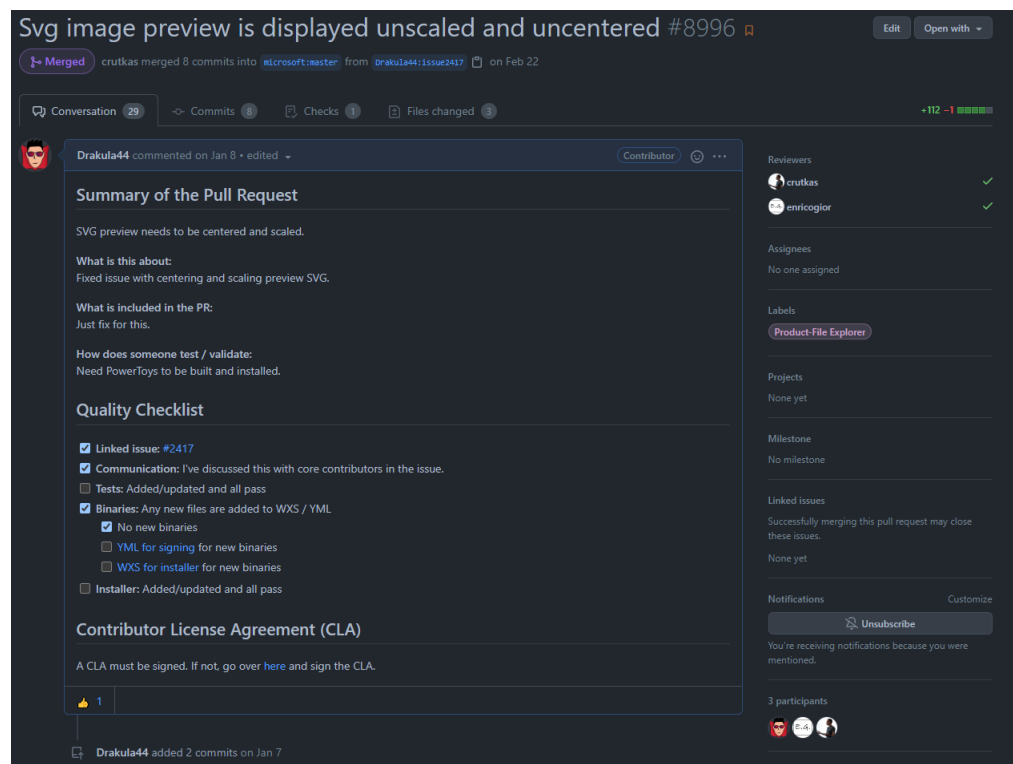 Svg image preview is displayed unscaled and uncentered #8996
Edit
Open with
Merged
crutkas merged 8 commits into microsoft:master from Drakula44:issue2417 on Feb 22
Conversation 29
Commits 8
Checks 1
Files changed 3
+112 −1
Drakula44 commented on Jan 8 • edited
Contributor
Summary of the Pull Request
SVG preview needs to be centered and scaled.
What is this about:
Fixed issue with centering and scaling preview SVG.
What is included in the PR:
Just fix for this.
How does someone test / validate:
Need PowerToys to be built and installed.
Quality Checklist
Linked issue: #2417
Communication: I've discussed this with core contributors in the issue.
Tests: Added/updated and all pass
Binaries: Any new files are added to WXS / YML
No new binaries
YML for signing for new binaries
WXS for installer for new binaries
Installer: Added/updated and all pass
Contributor License Agreement (CLA)
A CLA must be signed. If not, go over here and sign the CLA.
1
Drakula44 added 2 commits on Jan 7
Reviewers
crutkas
enricogior
Assignees
No one assigned
Labels
Product-File Explorer
Projects
None yet
Milestone
No milestone
Linked issues
Successfully merging this pull request may close
these issues.
None yet
Notifications
Customize
Unsubscribe
You're receiving notifications because you were
mentioned.
3 participants